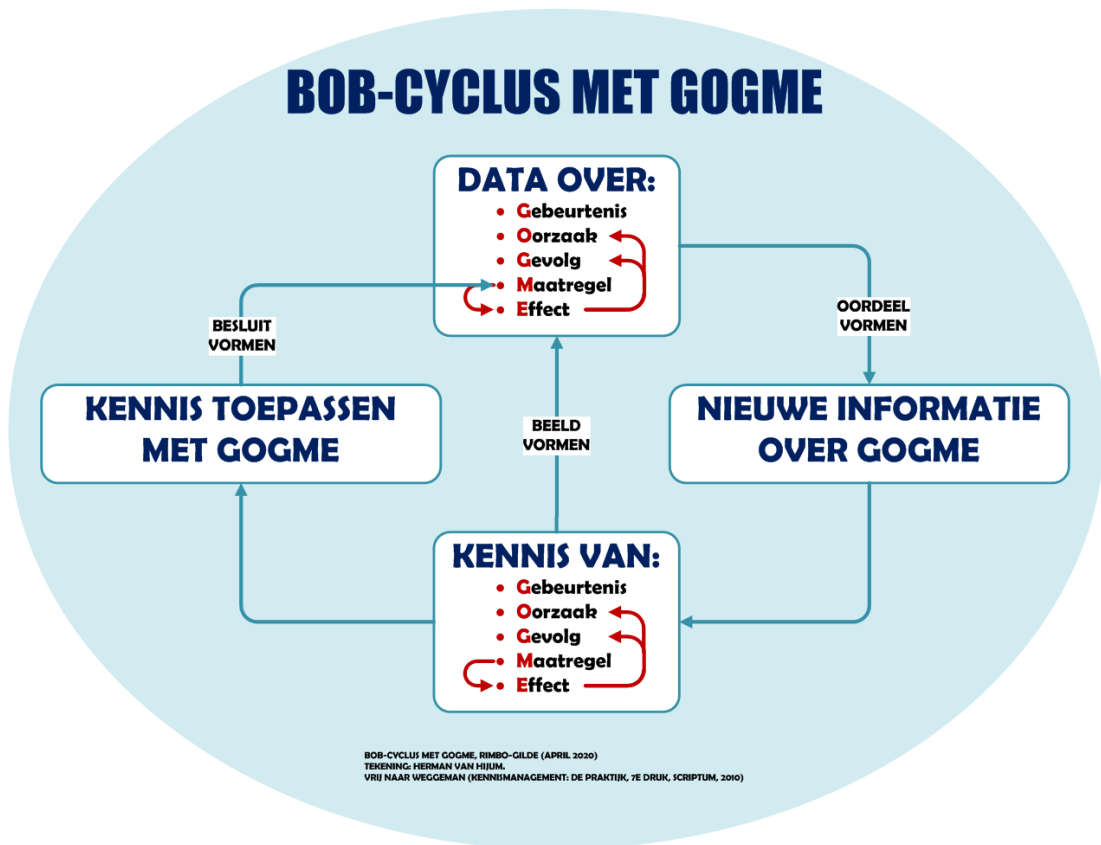 BOB-CYCLUS MET GOGME
DATA OVER:
• Gebeurtenis
• Oorzaak
• Gevolg
• Maatregel
• Effect
OORDEEL
VORMEN
BESLUIT
VORMEN
KENNIS TOEPASSEN
MET GOGME
BEELD
VORMEN
NIEUWE INFORMATIE
OVER GOGME
KENNIS VAN:
• Gebeurtenis
• Oorzaak
• Gevolg
• Maatregel
• Effect
BOB-CYCLUS MET GOGME, RIMBO-GILDE (APRIL 2020)
TEKENING: HERMAN VAN HIJUM.
VRIJ NAAR WEGGEMAN (KENNISMANAGEMENT: DE PRAKTIJK, 7E DRUK, SCRIPTUM, 2010)